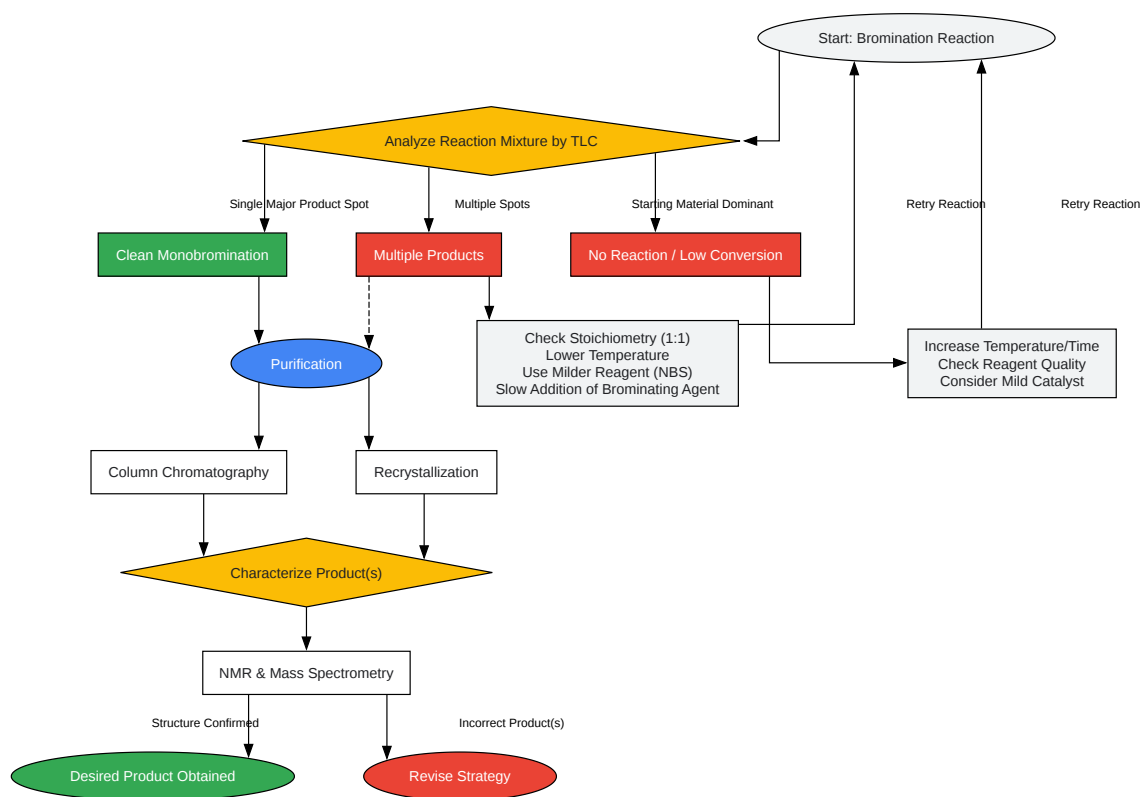 Start: Bromination Reaction
Analyze Reaction Mixture by TLC
Single Major Product Spot
Multiple Spots
Starting Material Dominant
Retry Reaction
Retry Reaction
Clean Monobromination
Multiple Products
No Reaction / Low Conversion
Check Stoichiometry (1:1)
Lower Temperature
Use Milder Reagent (NBS)
Slow Addition of Brominating Agent
Increase Temperature/Time
Check Reagent Quality
Consider Mild Catalyst
Purification
Column Chromatography
Recrystallization
Characterize Product(s)
NMR & Mass Spectrometry
Structure Confirmed
Incorrect Product(s)
Desired Product Obtained
Revise Strategy